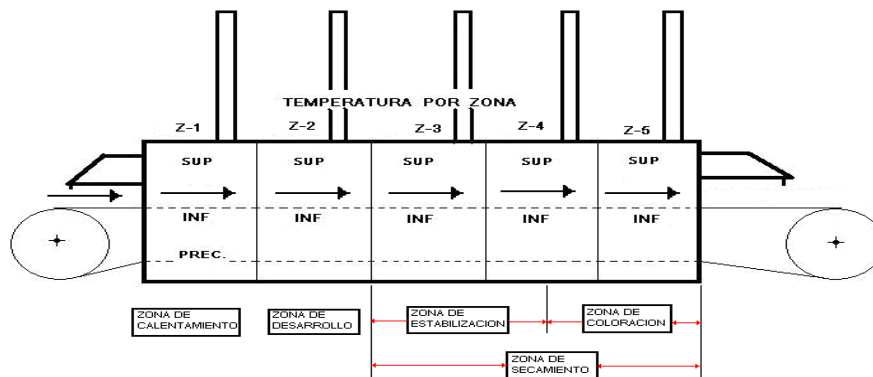 TEMPERATURA POR ZONA
Z-1 Z-2 Z-3 Z-4 Z-5
SUP SUP SUP SUP SUP
INF INF INF INF INF
PREC.
ZONA DE
CALENTAMIENTO
ZONA DE
DESARROLLO
ZONA DE
ESTABILIZACION
ZONA DE
COLORACION
ZONA DE
SECAMIENTO